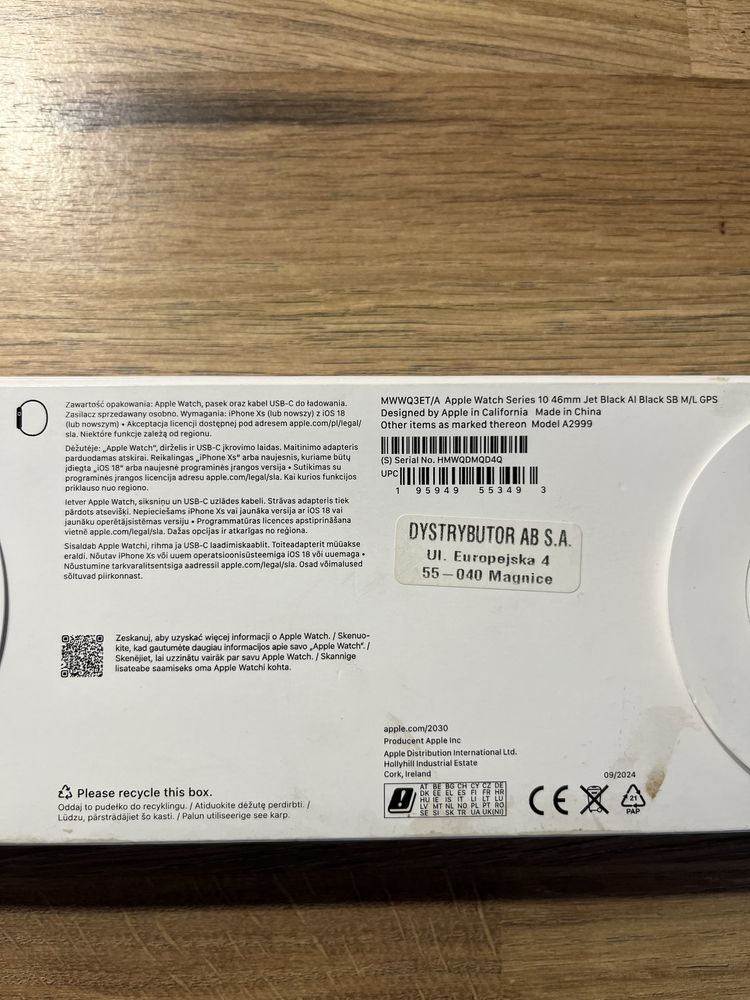 Zawartość opakowania: Apple Watch, pasek oraz kabel USB-C do ładowania.
Zasilacz sprzedawany osobno. Wymagania: iPhone Xs (lub nowszy) z iOS 18
(lub nowszym) • Akceptacja licencji dostępnej pod adresem apple.com/pl/legal/
sla. Niektóre funkcje zależą od regionu.
Dėžutėje: „Apple Watch”, dirželis ir USB-C įkrovimo laidas. Maitinimo adapteris
parduodamas atskirai. Reikalingas „iPhone Xs” arba naujesnis, kuriame būtų
įdiegta „iOS 18” arba naujesnė programinės įrangos versija • Sutikimas su
programinės įrangos licencija adresu apple.com/legal/sla. Kai kurios funkcijos
priklauso nuo regiono.
Ietver Apple Watch, siksniņu un USB-C uzlādes kabeli. Strāvas adapteris tiek
pārdots atsevišķi. Nepieciešams iPhone Xs vai jaunāka versija ar iOS 18 vai
jaunāku operētājsistēmas versiju • Programmatūras licences apstiprināšana
vietnē apple.com/legal/sla. Dažas opcijas ir atkarīgas no reģiona.
Sisaldab Apple Watchi, rihma ja USB-C laadimiskaablit. Toiteadapterit müüakse
eraldi. Nõutav iPhone Xs või uuem operatsioonisüsteemiga iOS 18 või uuemaga •
Nõustumine tarkvaralitsentsiga aadressil apple.com/legal/sla. Osad võimalused
sõltuvad piirkonnast.
Zeskanuj, aby uzyskać więcej informacji o Apple Watch. / Skenuo-
kite, kad gautumėte daugiau informacijos apie savo „Apple Watch”. /
Skenējiet, lai uzzinātu vairāk par savu Apple Watch. / Skannige
lisateabe saamiseks oma Apple Watchi kohta.
Please recycle this box.
Oddaj to pudełko do recyklingu. / Atiduokite dėžutę perdirbti. /
Lūdzu, pārstrādājiet šo kasti. / Palun utiliseerige see karp.
MWWQ3ET/A Apple Watch Series 10 46mm Jet Black Al Black SB M/L GPS
Designed by Apple in California Made in China
Other items as marked thereon Model A2999
(S) Serial No. HMWQDMQD4Q
UPC
1 95949 55349 3
DYSTRYBUTOR AB S.A.
Ul. Europejska 4
55-040 Magnice
apple.com/2030
Producent Apple Inc
Apple Distribution International Ltd.
Hollyhill Industrial Estate
Cork, Ireland
09/2024
AT BE BG CH CY CZ DE
DK EE EL ES FI FR HR
HU IE IS IT LI LT LU
LV MT NL NO PL PT RO
SE SI SK TR UA UK(NI)
CE
21
PAP